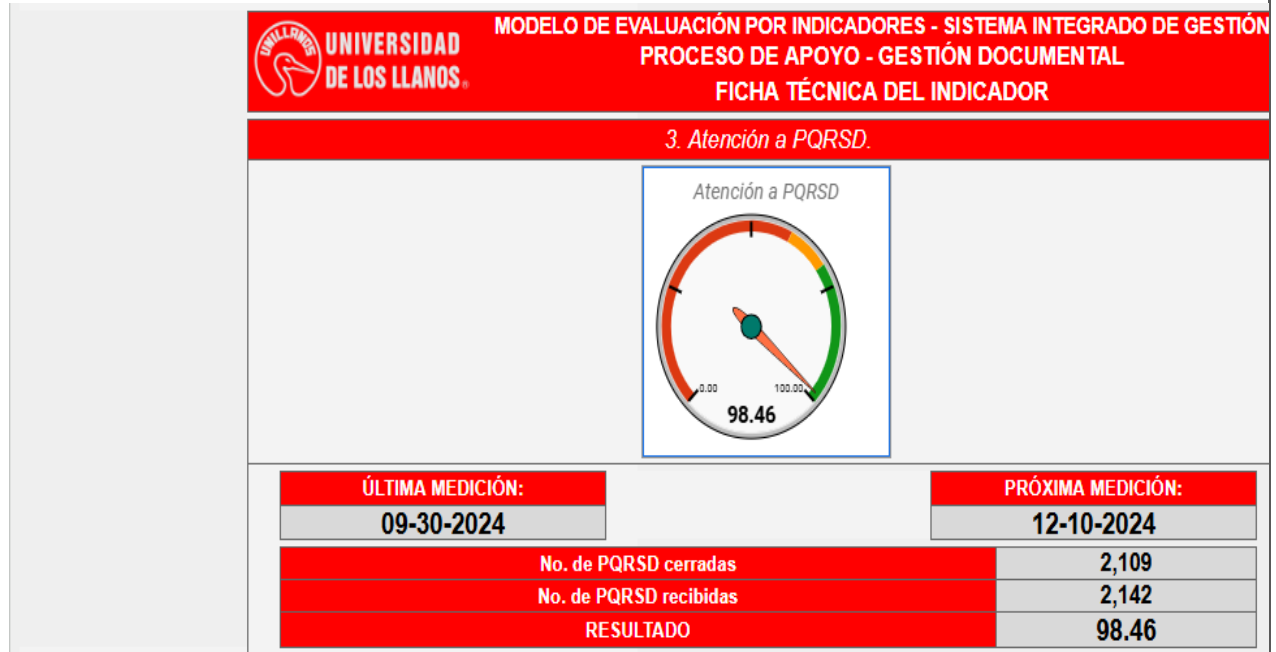 UNILLANOS
UNIVERSIDAD
DE LOS LLANOS®
MODELO DE EVALUACIÓN POR INDICADORES - SISTEMA INTEGRADO DE GESTIÓN
PROCESO DE APOYO - GESTIÓN DOCUMENTAL
FICHA TÉCNICA DEL INDICADOR
3. Atención a PQRSD.
Atención a PQRSD
0.00
100.00
98.46
ÚLTIMA MEDICIÓN:
09-30-2024
PRÓXIMA MEDICIÓN:
12-10-2024
No. de PQRSD cerradas 2,109
No. de PQRSD recibidas 2,142
RESULTADO 98.46